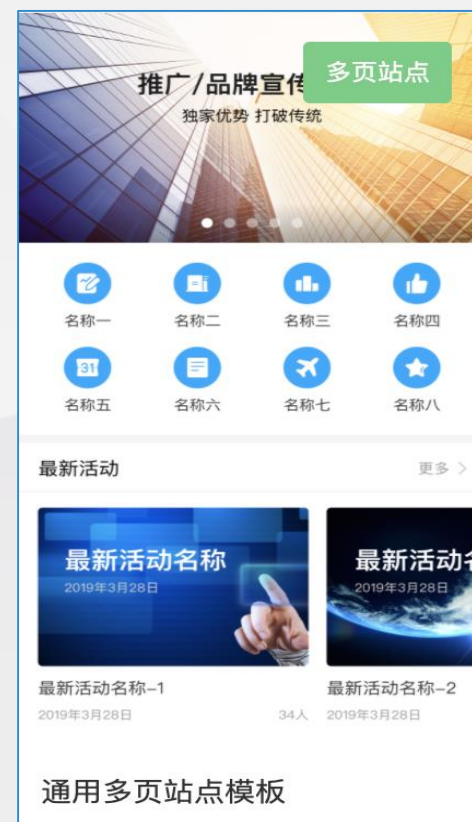 推广/品牌宣传
多页站点
独家优势 打破传统
名称一 名称二 名称三 名称四
31
名称五 名称六 名称七 名称八
最新活动 更多 >
最新活动名称 最新活动名
2019年3月28日 2019年3月28日
最新活动名称-1 最新活动名称-2
2019年3月28日 34人 2019年3月28日
通用多页站点模板